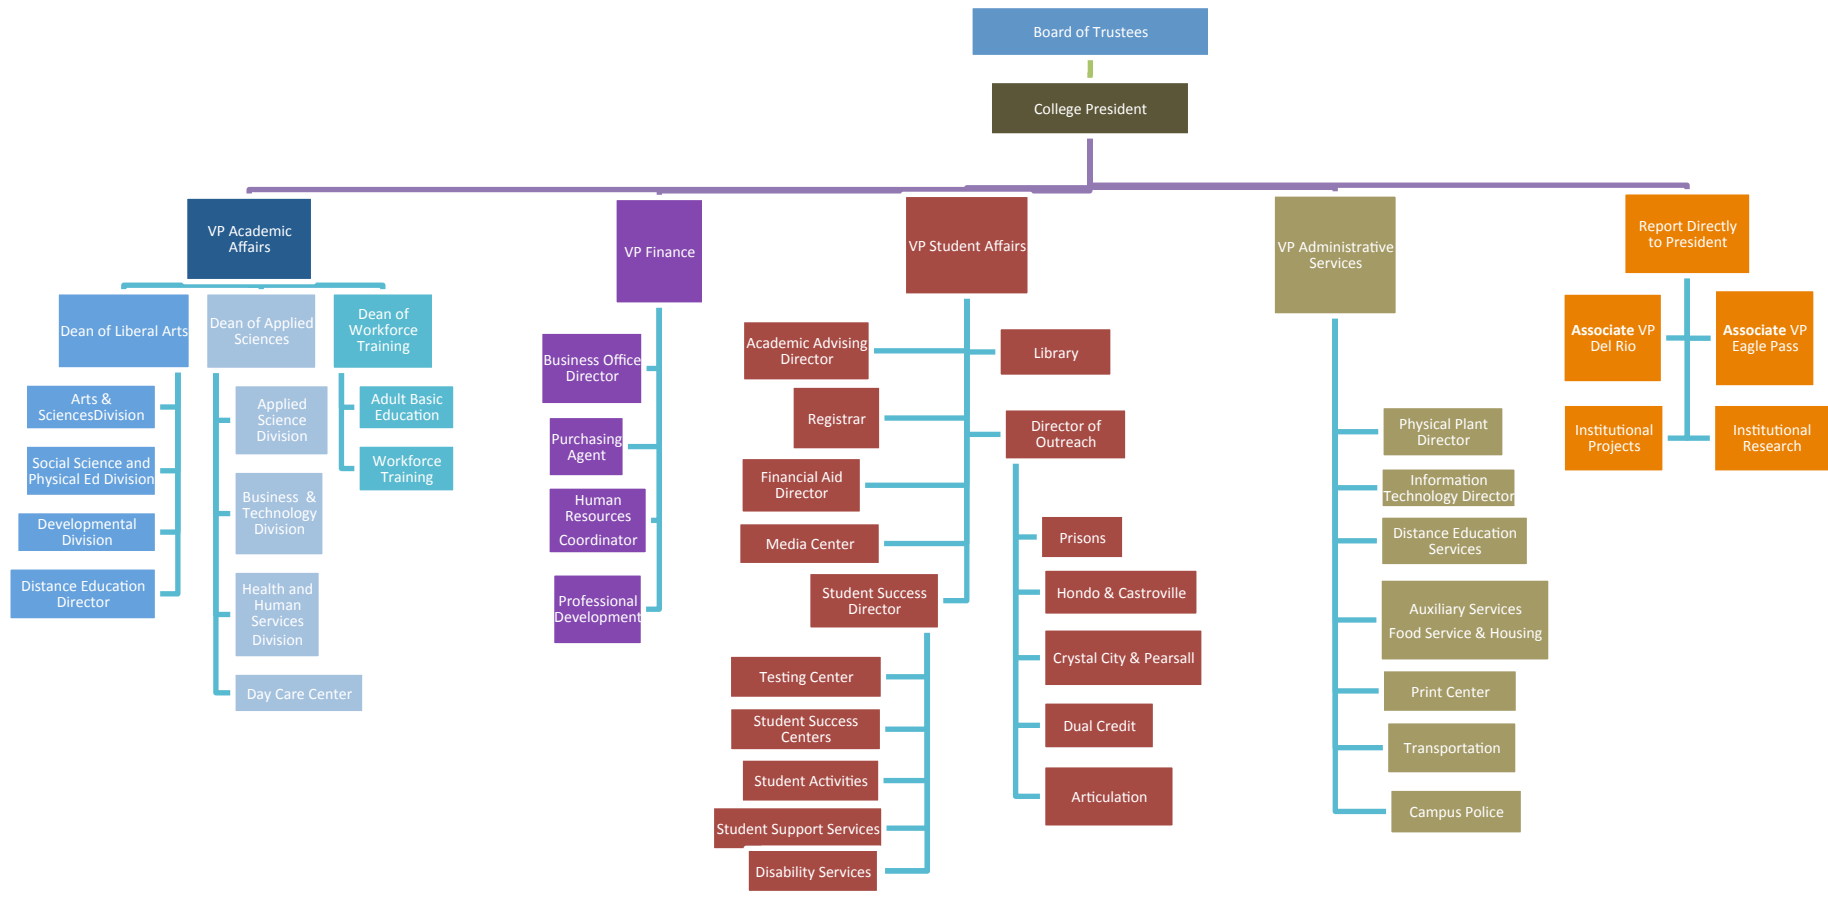 Board of Trustees
College President
VP Academic
Affairs
Dean of Liberal Arts
Arts &
SciencesDivision
Social Science and
Physical Ed Division
Developmental
Division
Distance Education
Director
Dean of Applied
Sciences
Applied
Science
Division
Business &
Technology
Division
Health and
Human
Services
Division
Day Care Center
Dean of
Workforce
Training
Adult Basic
Education
Workforce
Training
VP Finance
Business Office
Director
Purchasing
Agent
Human
Resources
Coordinator
Professional
Development
VP Student Affairs
Academic Advising
Director
Registrar
Financial Aid
Director
Media Center
Student Success
Director
Testing Center
Student Success
Centers
Student Activities
Student Support Services
Disability Services
Library
Director of
Outreach
Prisons
Hondo & Castroville
Crystal City & Pearsall
Dual Credit
Articulation
VP Administrative
Services
Physical Plant
Director
Information
Technology Director
Distance Education
Services
Auxiliary Services
Food Service & Housing
Print Center
Transportation
Campus Police
Report Directly
to President
Associate VP
Del Rio
Associate VP
Eagle Pass
Institutional
Projects
Institutional
Research